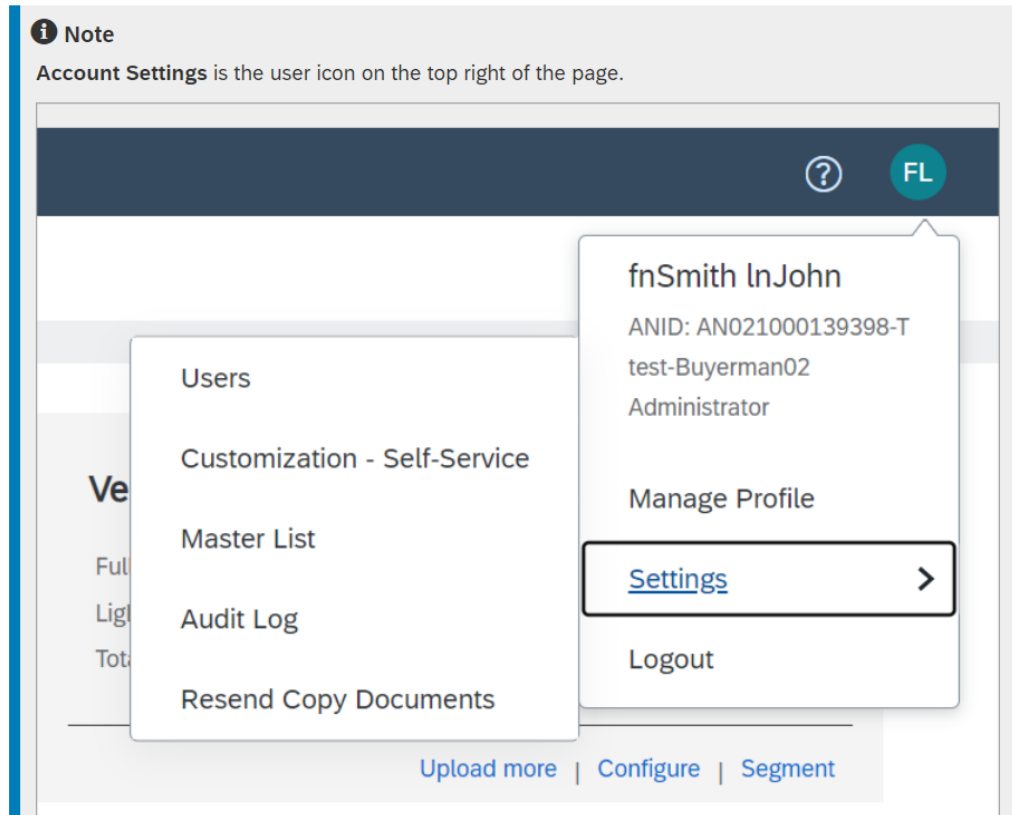 Note
Account Settings is the user icon on the top right of the page.
?
FL
fnSmith lnJohn
ANID: AN021000139398-T
test-Buyerman02
Administrator
Manage Profile
Settings
Logout
Users
Customization - Self-Service
Master List
Audit Log
Resend Copy Documents
Ve
Ful
Upload more | Configure | Segment